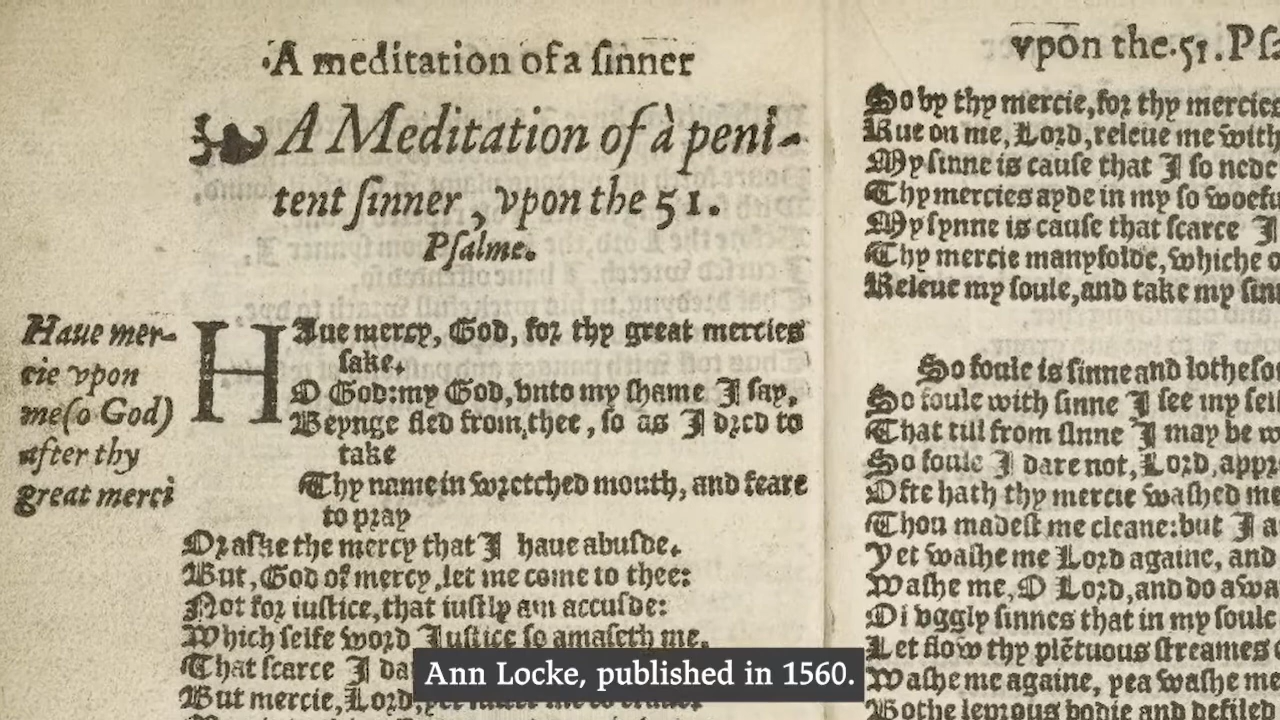 A meditation of a ſinner
A Meditation of à peni-
tent ſinner, vpon the 51.
Pſalme.
Haue mer-
cie vpon
me(o God)
after thy
great merci
HAue mercy, God, for thy great mercies
ſake.
O God: my God, vnto my ſhame I ſay,
Beynge fled from, thee, ſo as I dred to
take
Thy name in wretched mouth, and feare
to pray
Or aſke the mercy that I haue abuſde.
But, God of mercy, let me come to thee:
Not for iuſtice, that iuſtly am accuſde:
Which ſelfe word Iuſtice ſo amaſeth me,
That ſcarce I
But mercie, Lord,
vpon the.51.
So by thy mercie, for thy mercies
Rue on me, Lord, releue me with
My ſinne is cauſe that I ſo nede
Thy mercies ayde in my ſo woefu
My ſynne is cauſe that ſcarce I
Thy mercie manyfolde, whiche o
Releue my ſoule, and take my ſinn
So foule is ſinne and lotheſo
So foule with ſinne I ſee my ſel
That till from ſinne I may be w
So foule I dare not, Lord, appr
Ofte hath thy mercie waſhed me
Thou madeſt me cleane: but I a
Yet waſhe me Lord againe, and
Waſhe me, O Lord, and do awa
Oi vggly ſinnes that in my ſoule
Let flow thy plẽtuous ſtreames
Waſhe me againe, yea waſhe me
Bothe leprous bodie and defiled
Ann Locke, published in 1560.